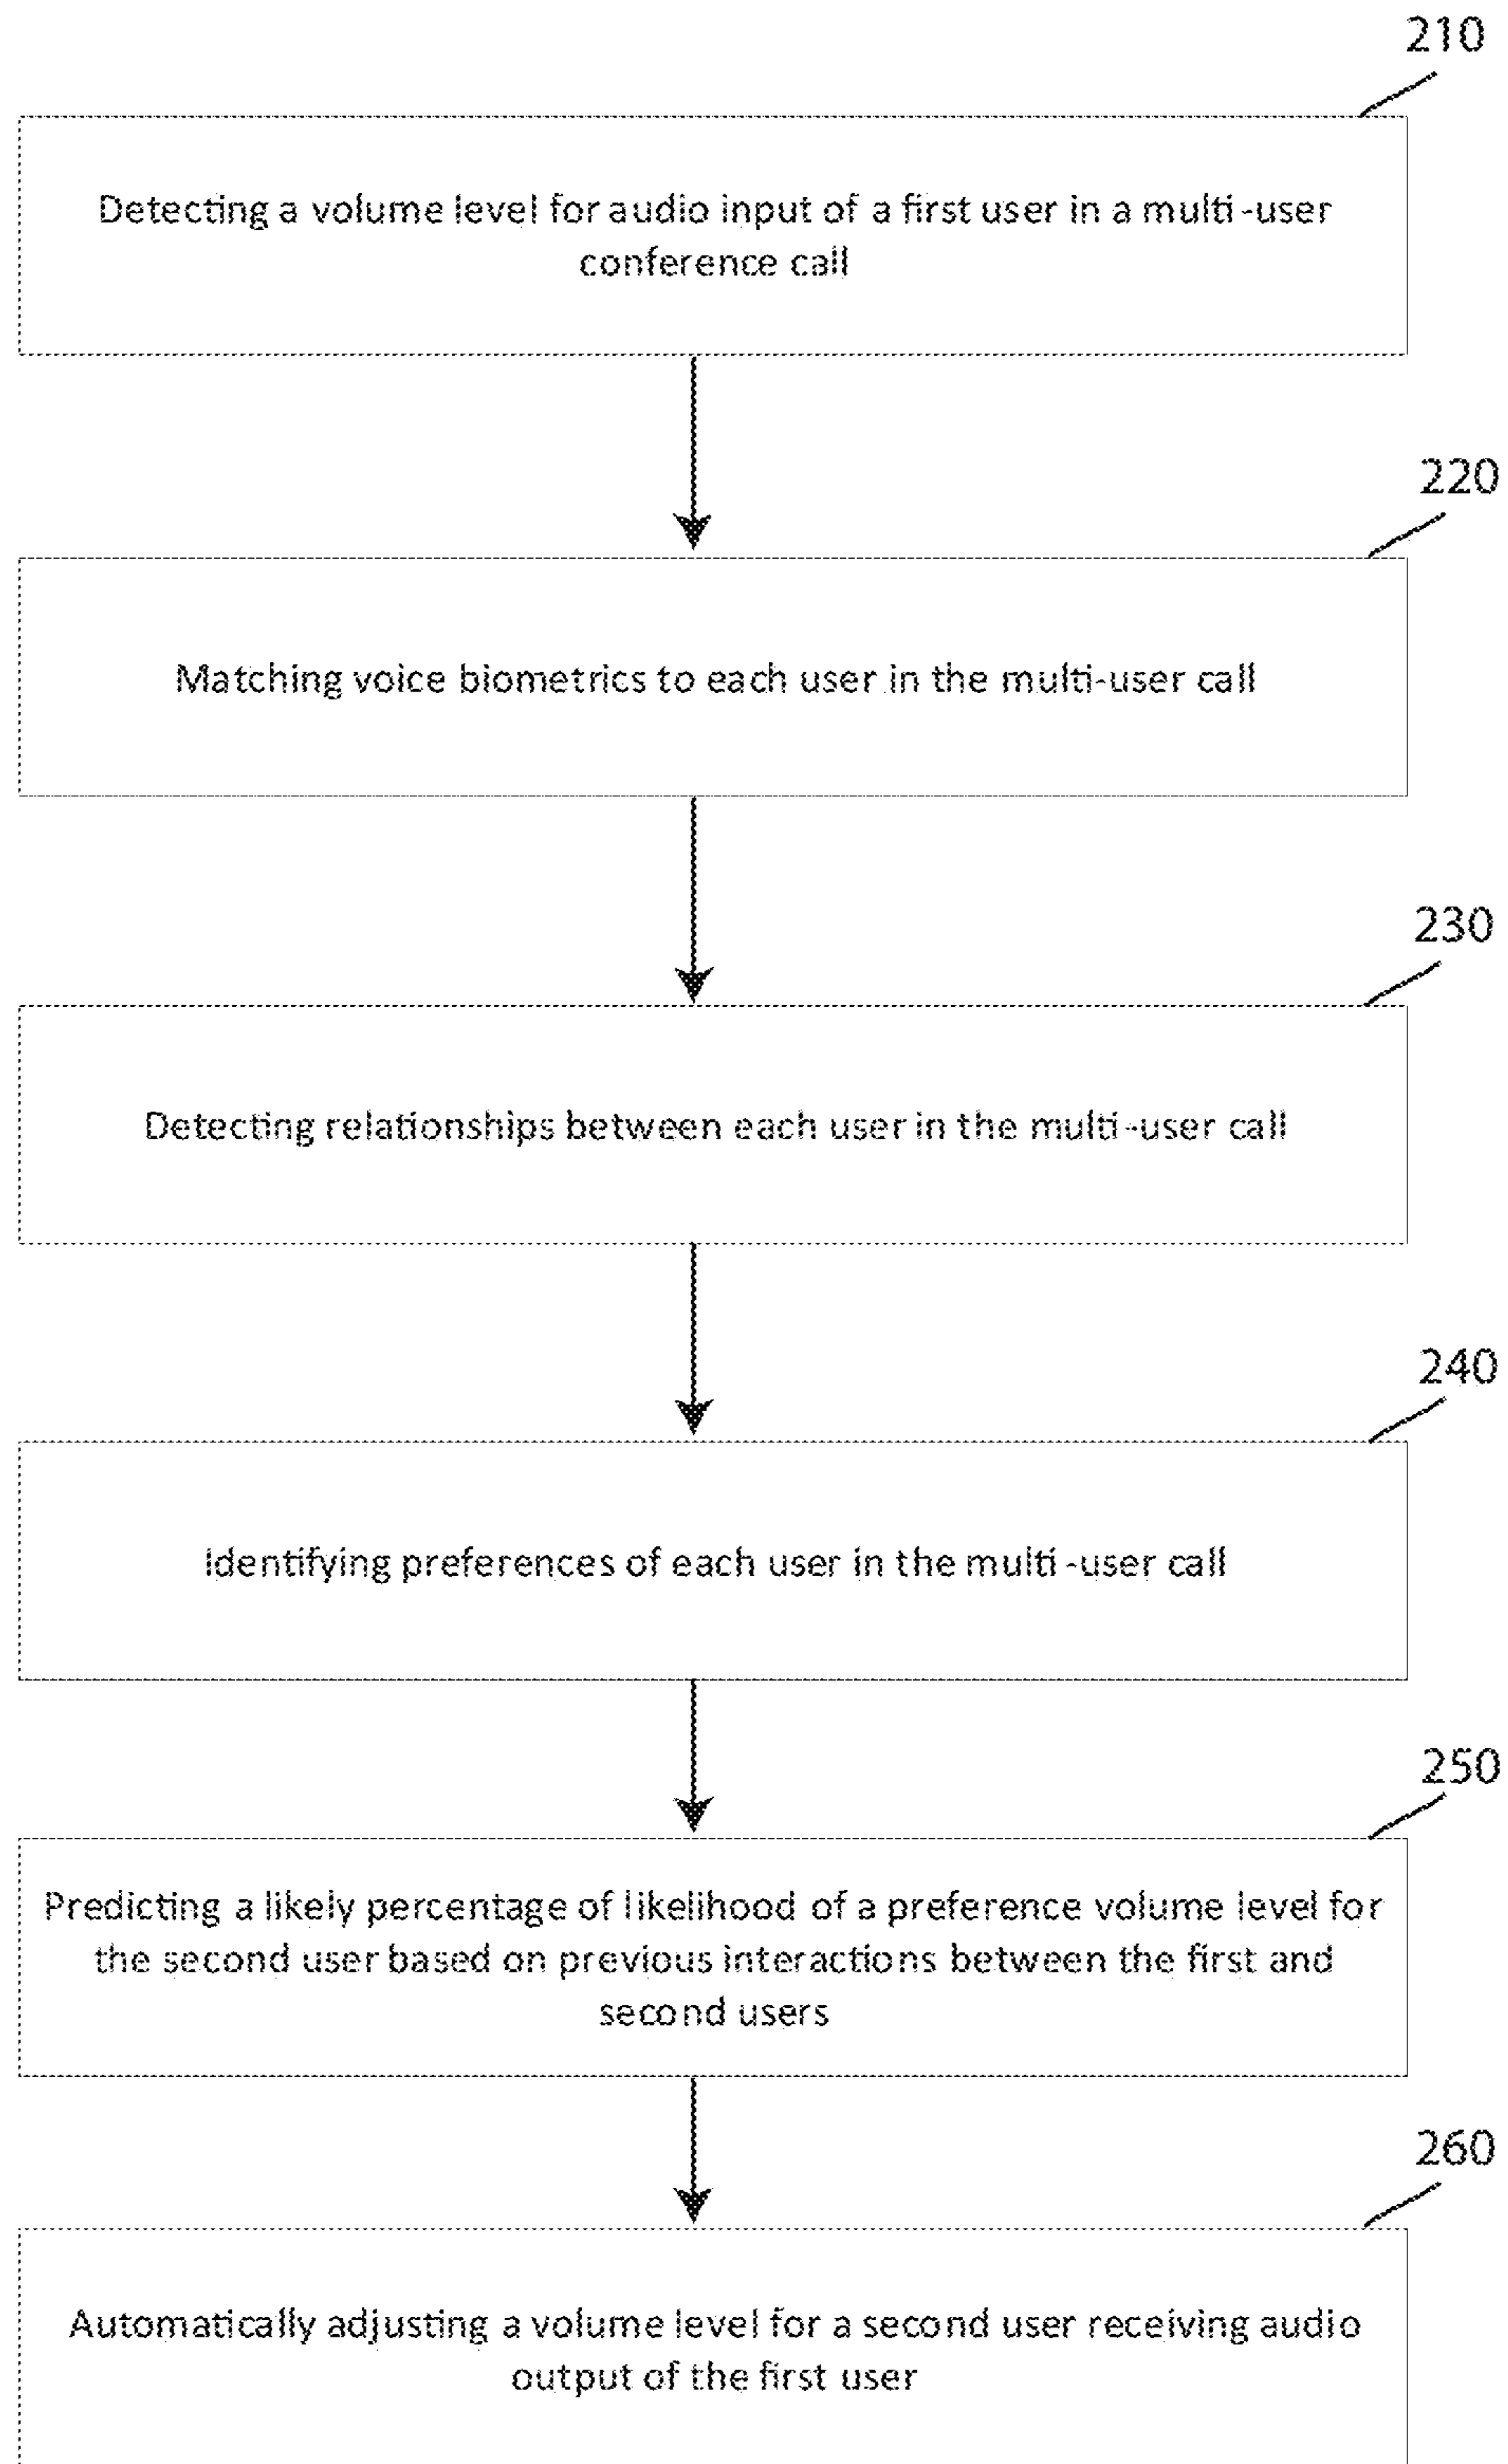 210
Detecting a volume level for audio input of a first user in a multi-user
conference call
220
Matching voice biometrics to each user in the multi-user call
230
Detecting relationships between each user in the multi-user call
240
Identifying preferences of each user in the multi-user call
250
Predicting a likely percentage of likelihood of a preference volume level for
the second user based on previous interactions between the first and
second users
260
Automatically adjusting a volume level for a second user receiving audio
output of the first user